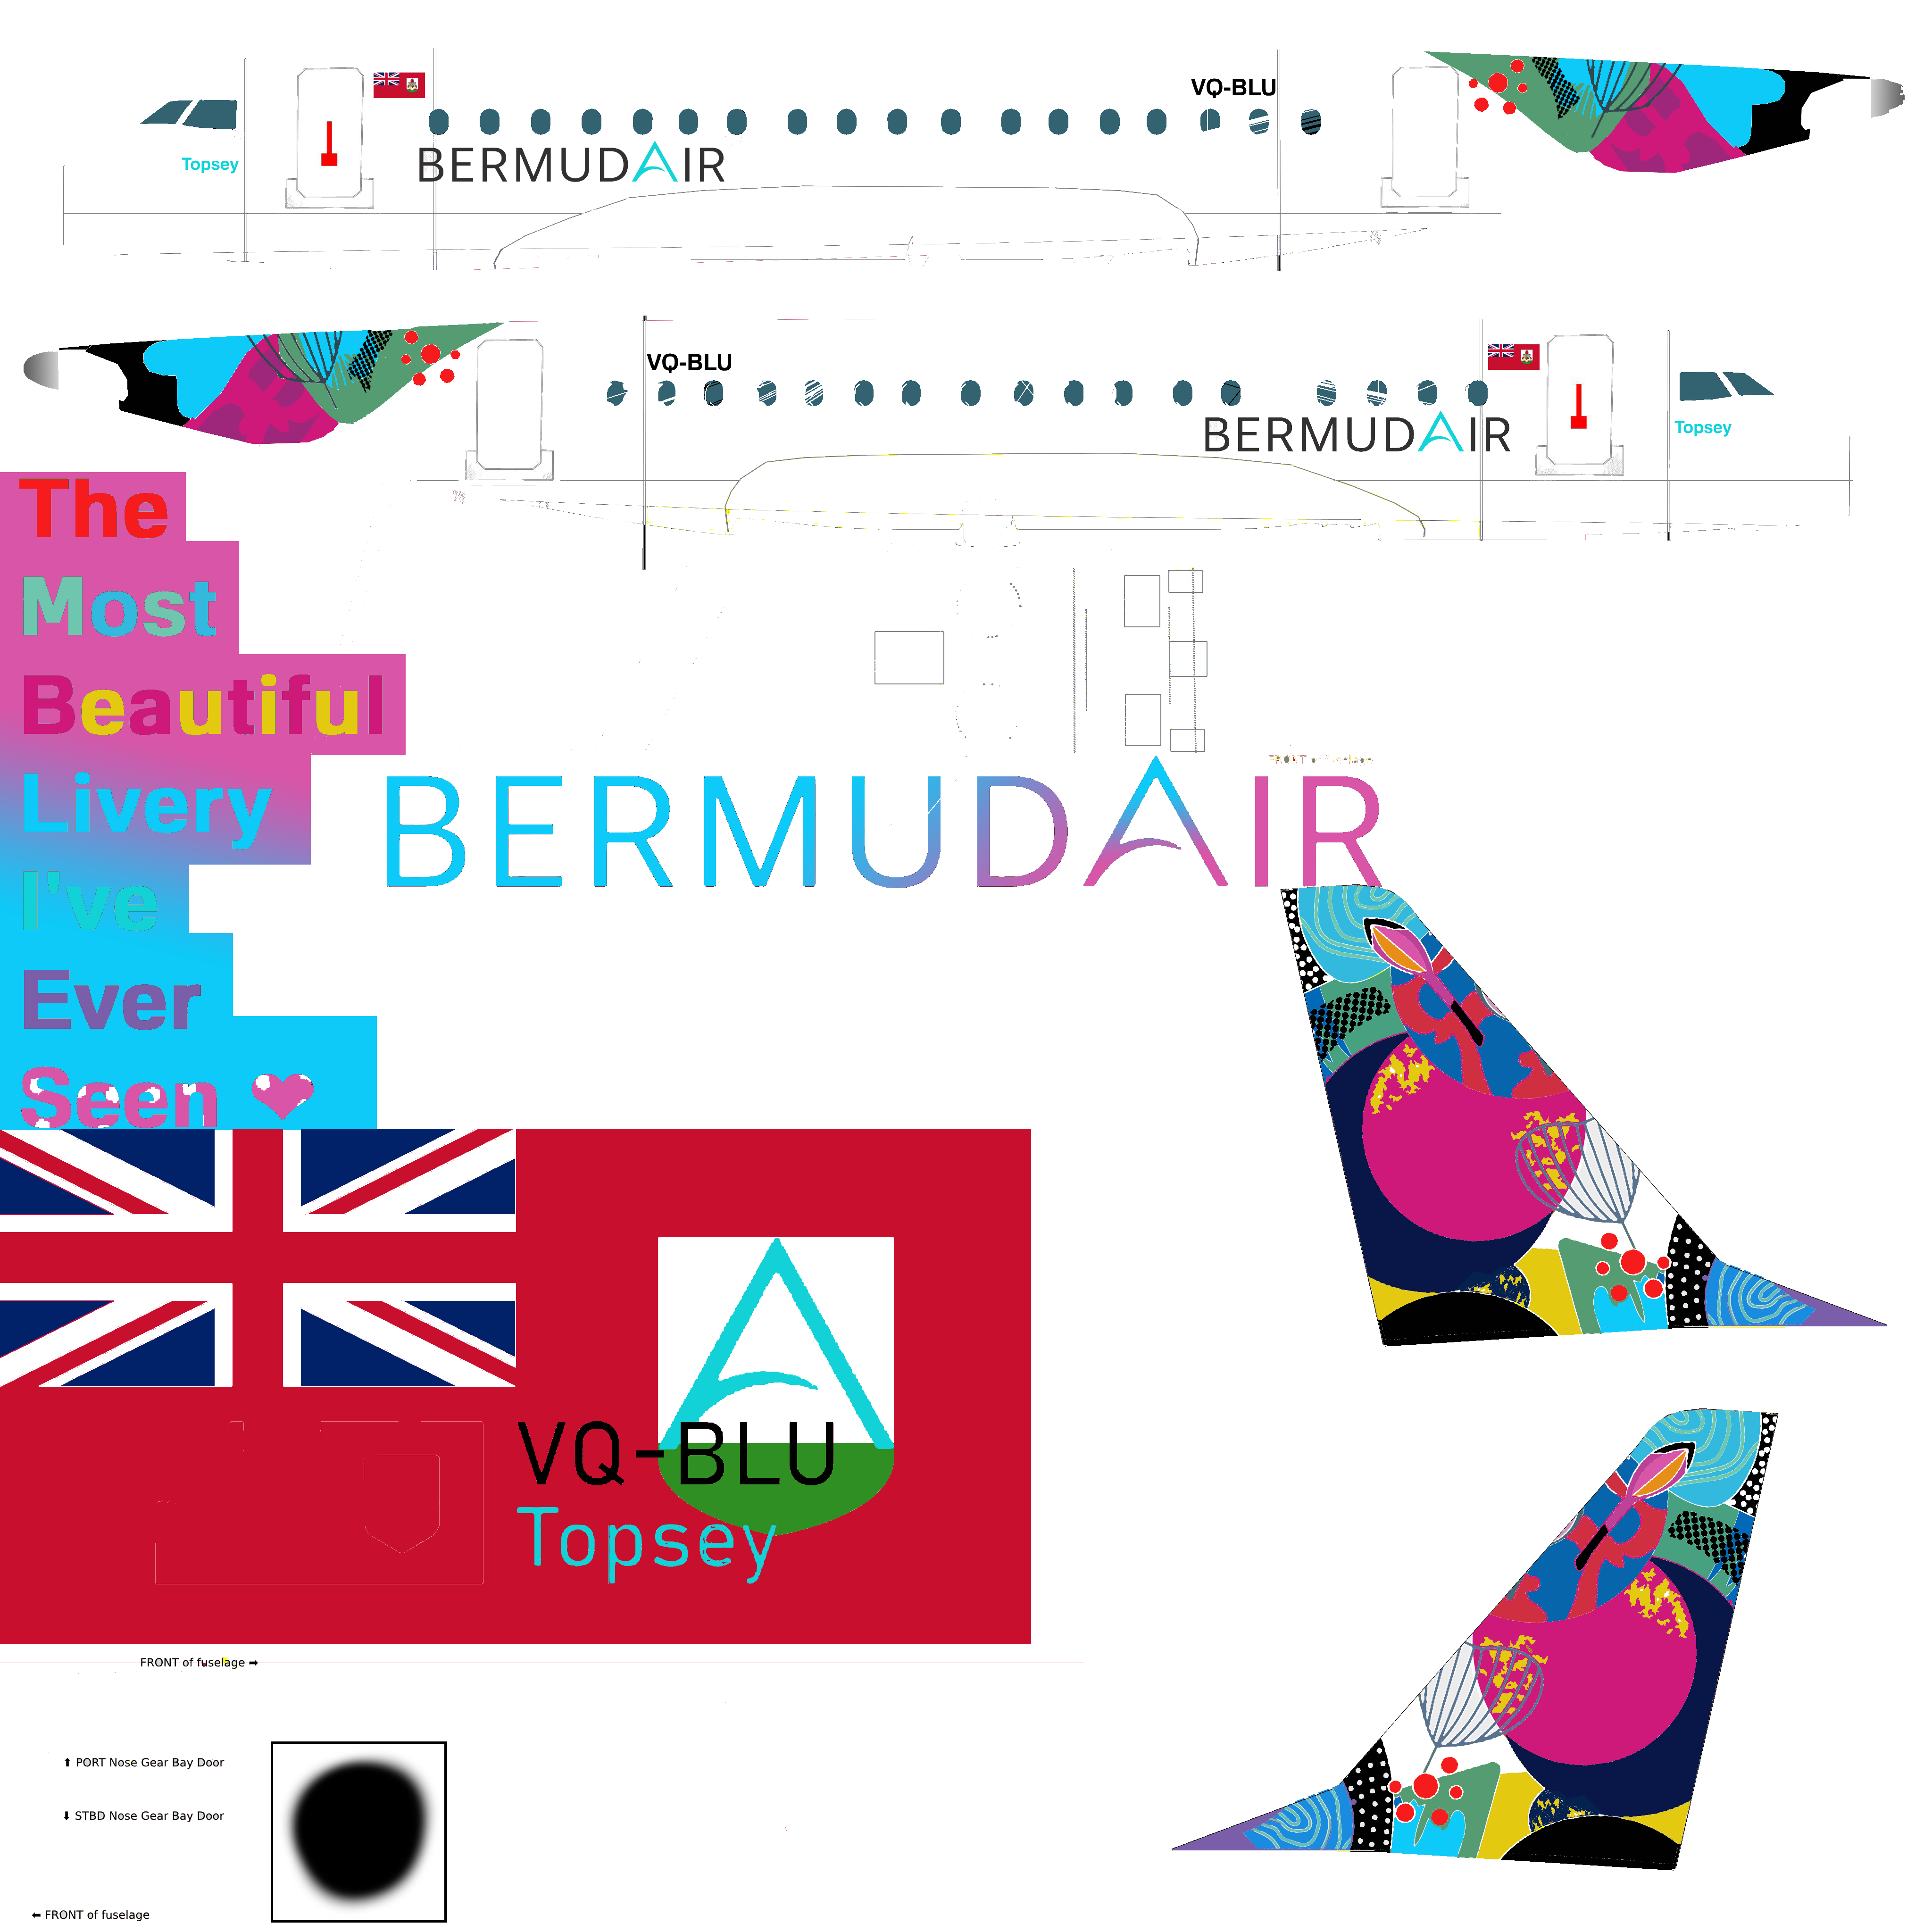 VQ-BLU
Topsey
BERMUDAIR
VQ-BLU
BERMUDAIR
Topsey
The
Most
Beautiful
Livery
I've
Ever
Seen ❤
BERMUDAIR
A
VQ-BLU
Topsey
FRONT of fuselage ➡
⬆ PORT Nose Gear Bay Door
⬇ STBD Nose Gear Bay Door
⬅ FRONT of fuselage